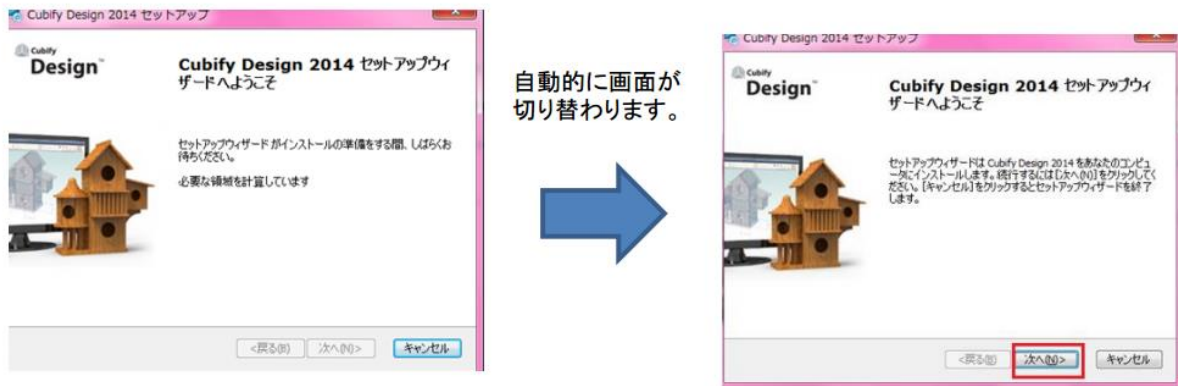 Cubify Design 2014 セットアップ
Cubify
Design™
Cubify Design 2014 セットアップウィ
ザードへようこそ
セットアップウィザード がインストールの準備をする間、しばらくお
待ちください。
必要な領域を計算しています
<戻る(B)
次へ(N)>
キャンセル
自動的に画面が
切り替わります。
Cubify Design 2014 セットアップ
Cubify
Design™
Cubify Design 2014 セットアップウィ
ザードへようこそ
セットアップウィザードは Cubify Design 2014 をあなたのコンピュ
ータにインストールします。続行するには［次へ(N)］をクリックしてく
ださい。［キャンセル］をクリックするとセットアップウィザードを終了
します。
<戻る(B)
次へ(N)>
キャンセル